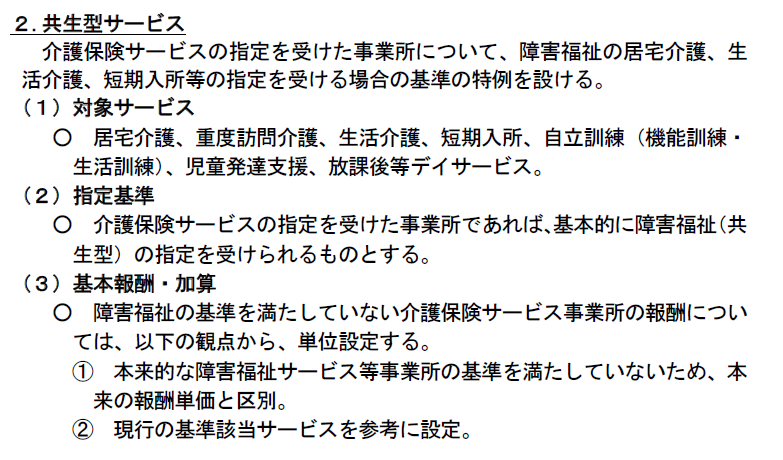 ２．共生型サービス
介護保険サービスの指定を受けた事業所について、障害福祉の居宅介護、生
活介護、短期入所等の指定を受ける場合の基準の特例を設ける。
（１）対象サービス
〇　居宅介護、重度訪問介護、生活介護、短期入所、自立訓練（機能訓練・
生活訓練）、児童発達支援、放課後等デイサービス。
（２）指定基準
〇　介護保険サービスの指定を受けた事業所であれば、基本的に障害福祉（共
生型）の指定を受けられるものとする。
（３）基本報酬・加算
〇　障害福祉の基準を満たしていない介護保険サービス事業所の報酬につい
ては、以下の観点から、単位設定する。
①　本来的な障害福祉サービス等事業所の基準を満たしていないため、本
来の報酬単価と区別。
②　現行の基準該当サービスを参考に設定。